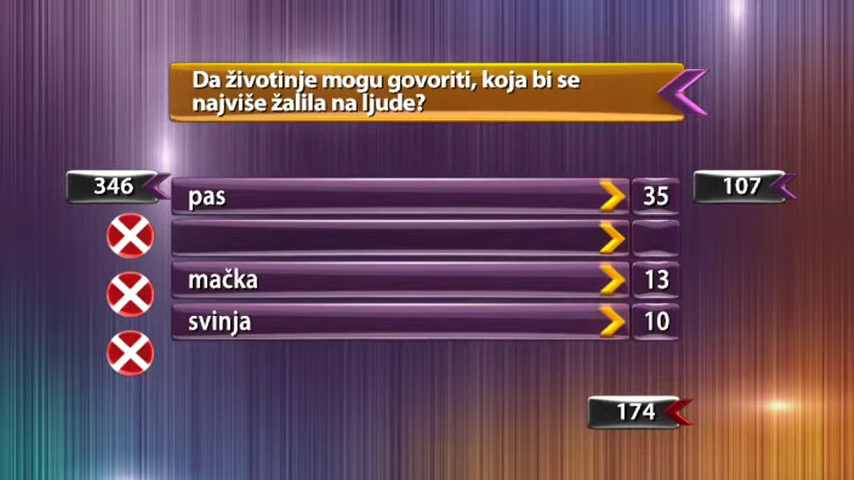 Da životinje mogu govoriti, koja bi se
najviše žalila na ljude?
346
107
pas 35
mačka 13
svinja 10
174